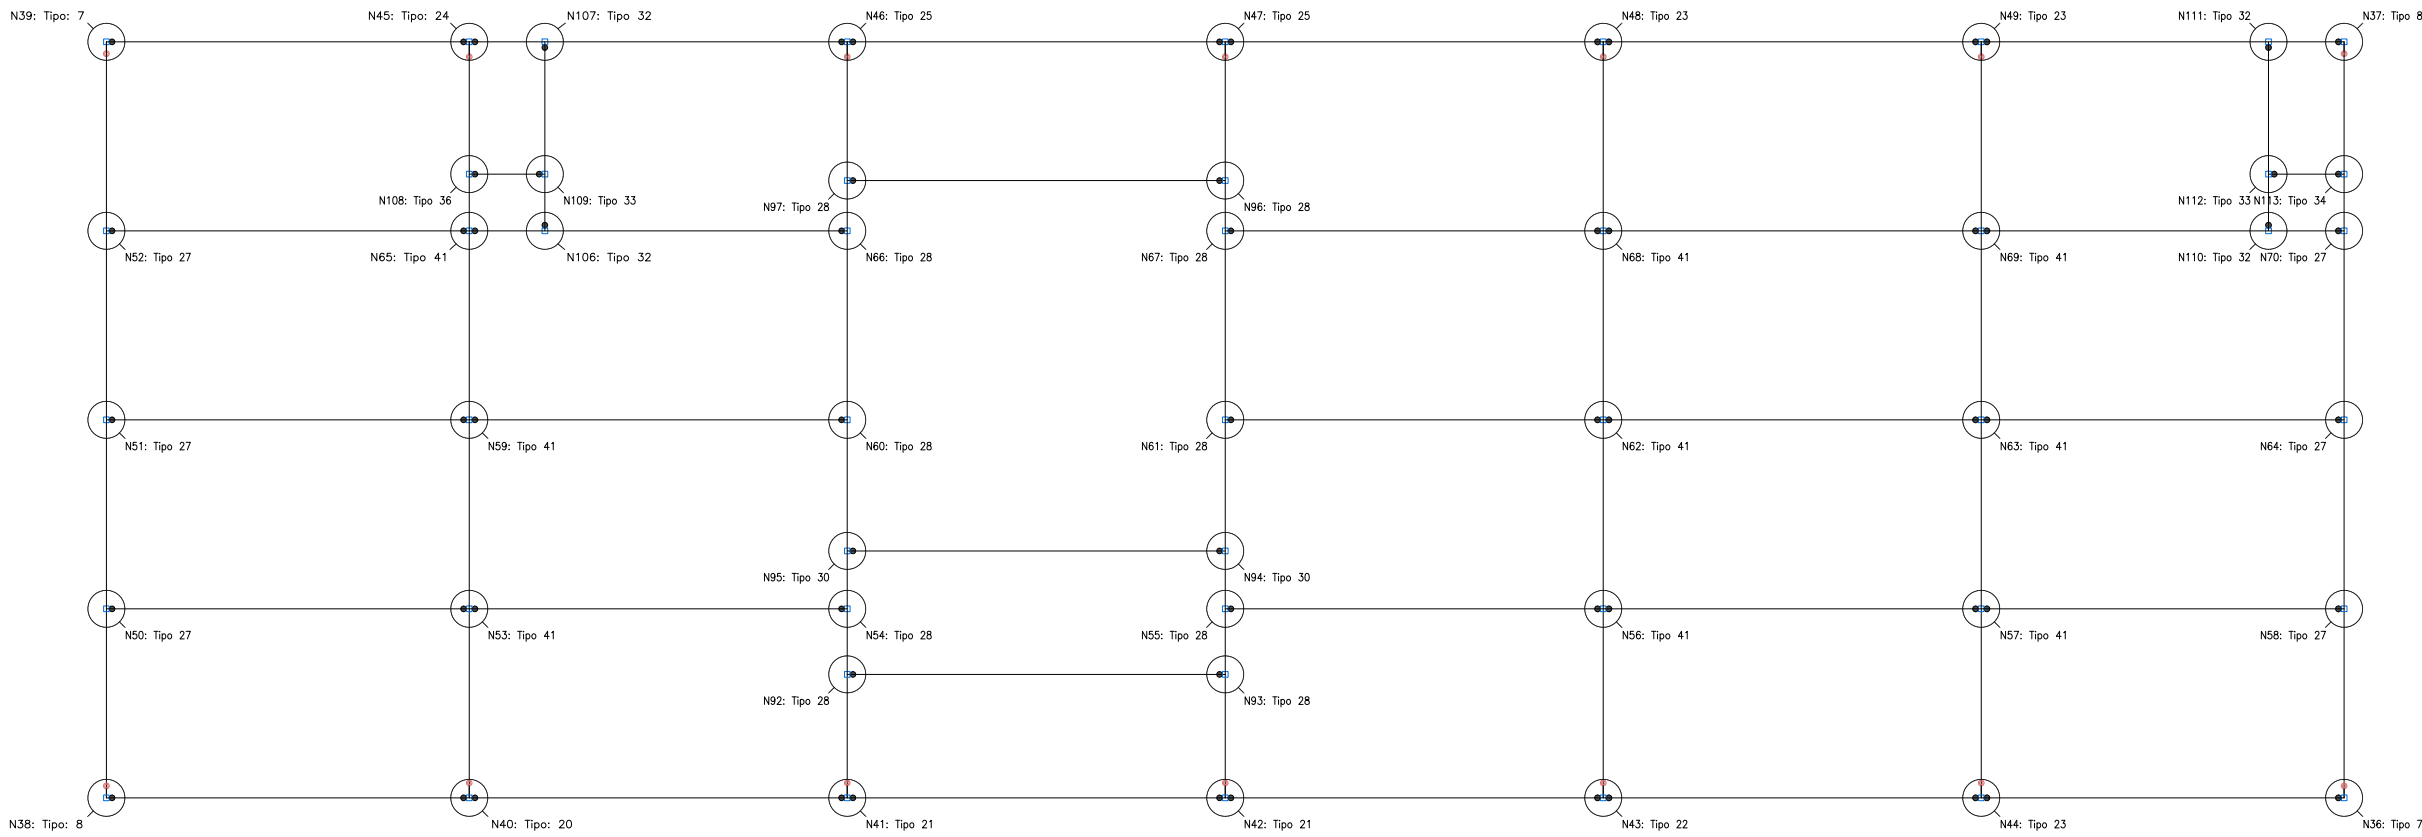 N39: Tipo: 7
N45: Tipo: 24
N107: Tipo 32
N46: Tipo 25
N47: Tipo 25
N48: Tipo 23
N49: Tipo 23
N111: Tipo 32
N37: Tipo 8
N108: Tipo 36
N109: Tipo 33
N97: Tipo 28
N96: Tipo 28
N112: Tipo 33
N113: Tipo 34
N52: Tipo 27
N65: Tipo 41
N106: Tipo 32
N66: Tipo 28
N67: Tipo 28
N68: Tipo 41
N69: Tipo 41
N110: Tipo 32
N70: Tipo 27
N51: Tipo 27
N59: Tipo 41
N60: Tipo 28
N61: Tipo 28
N62: Tipo 41
N63: Tipo 41
N64: Tipo 27
N95: Tipo 30
N94: Tipo 30
N50: Tipo 27
N53: Tipo 41
N54: Tipo 28
N55: Tipo 28
N56: Tipo 41
N57: Tipo 41
N58: Tipo 27
N92: Tipo 28
N93: Tipo 28
N38: Tipo: 8
N40: Tipo: 20
N41: Tipo 21
N42: Tipo 21
N43: Tipo 22
N44: Tipo 23
N36: Tipo 7